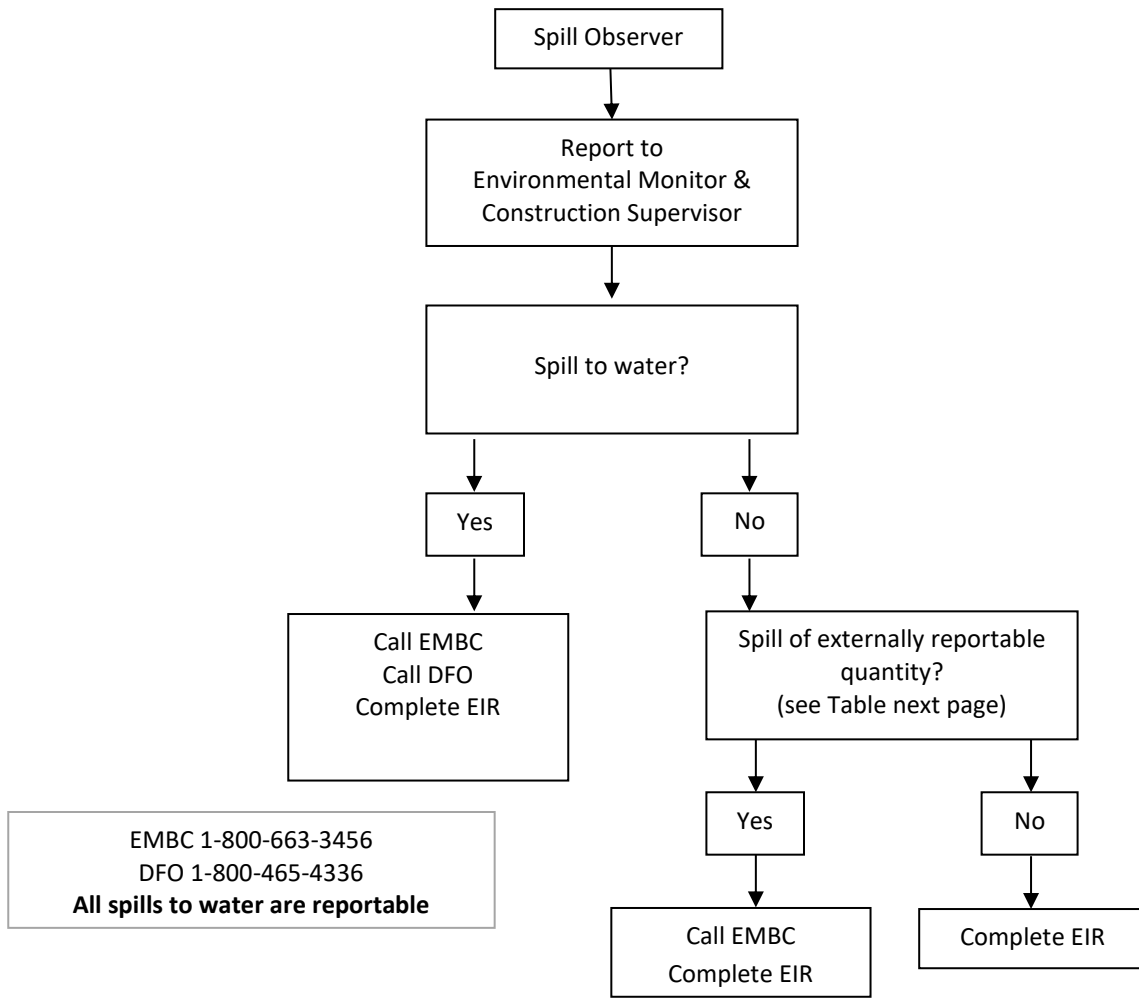 Spill Observer
Report to
Environmental Monitor &
Construction Supervisor
Spill to water?
Yes
No
Call EMBC
Call DFO
Complete EIR
Spill of externally reportable
quantity?
(see Table next page)
Yes
No
EMBC 1-800-663-3456
DFO 1-800-465-4336
All spills to water are reportable
Call EMBC
Complete EIR
Complete EIR